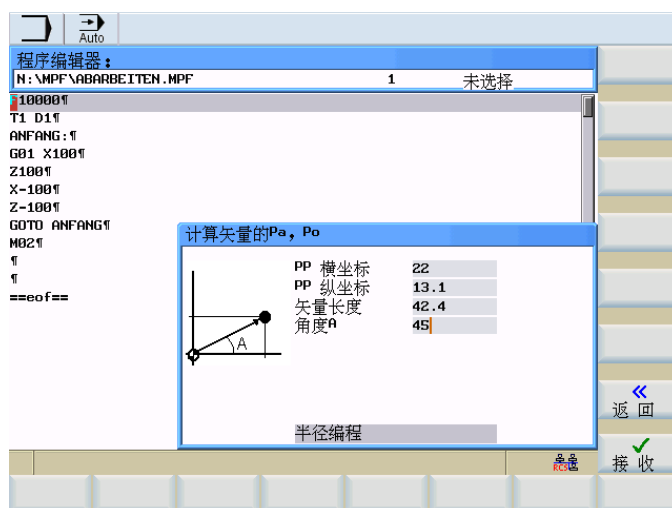 Auto
程序编辑器：
N:\MPF\ABARBEITEN.MPF 1 未选择
10000¶
T1 D1¶
ANFANG:¶
G01 X100¶
Z100¶
X-100¶
Z-100¶
GOTO ANFANG¶
M02¶
¶
¶
==eof==
计算矢量的Pa，Po
PP 横坐标 22
PP 纵坐标 13.1
矢量长度 42.4
角度A 45
A
半径编程
返回
RCS
接收